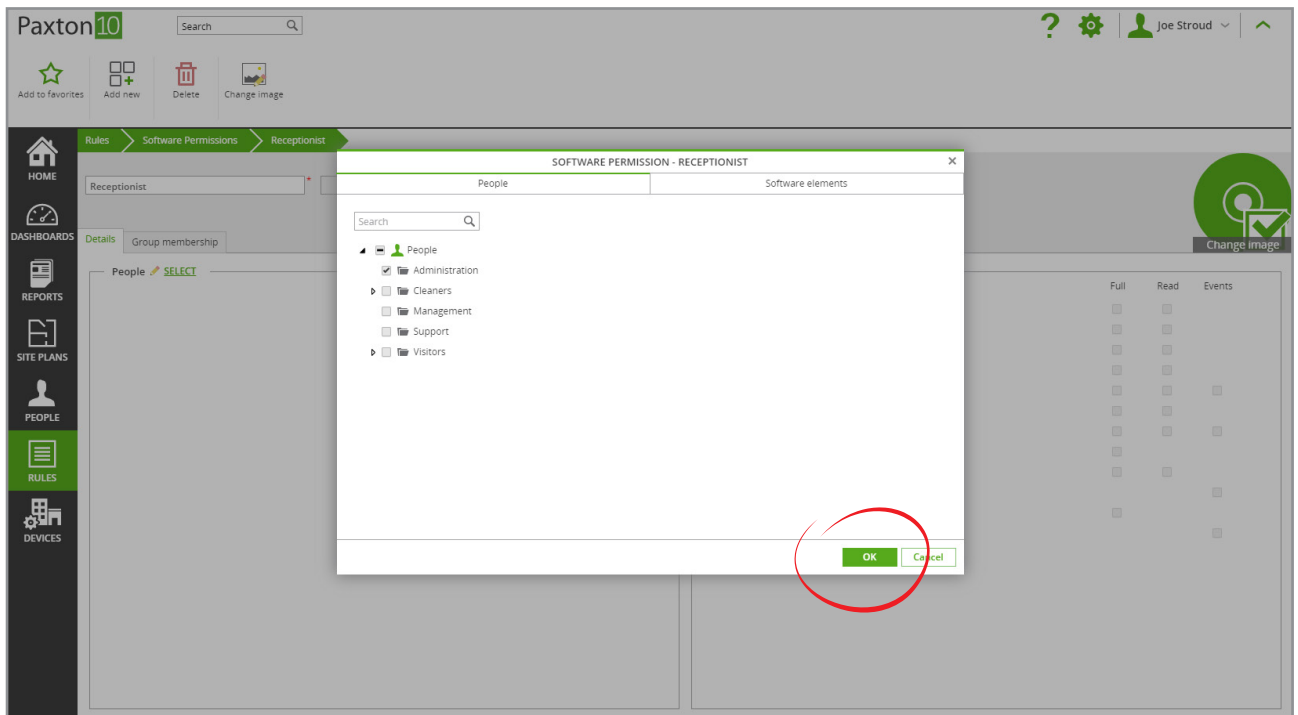 Paxton10
Search
? Joe Stroud
Add to favorites Add new Delete Change image
HOME
DASHBOARDS
REPORTS
SITE PLANS
PEOPLE
RULES
DEVICES
Rules Software Permissions Receptionist
Receptionist *
Change image
Details Group membership
People SELECT
Full Read Events
SOFTWARE PERMISSION - RECEPTIONIST
People Software elements
Search
People
Administration
Cleaners
Management
Support
Visitors
OK Cancel